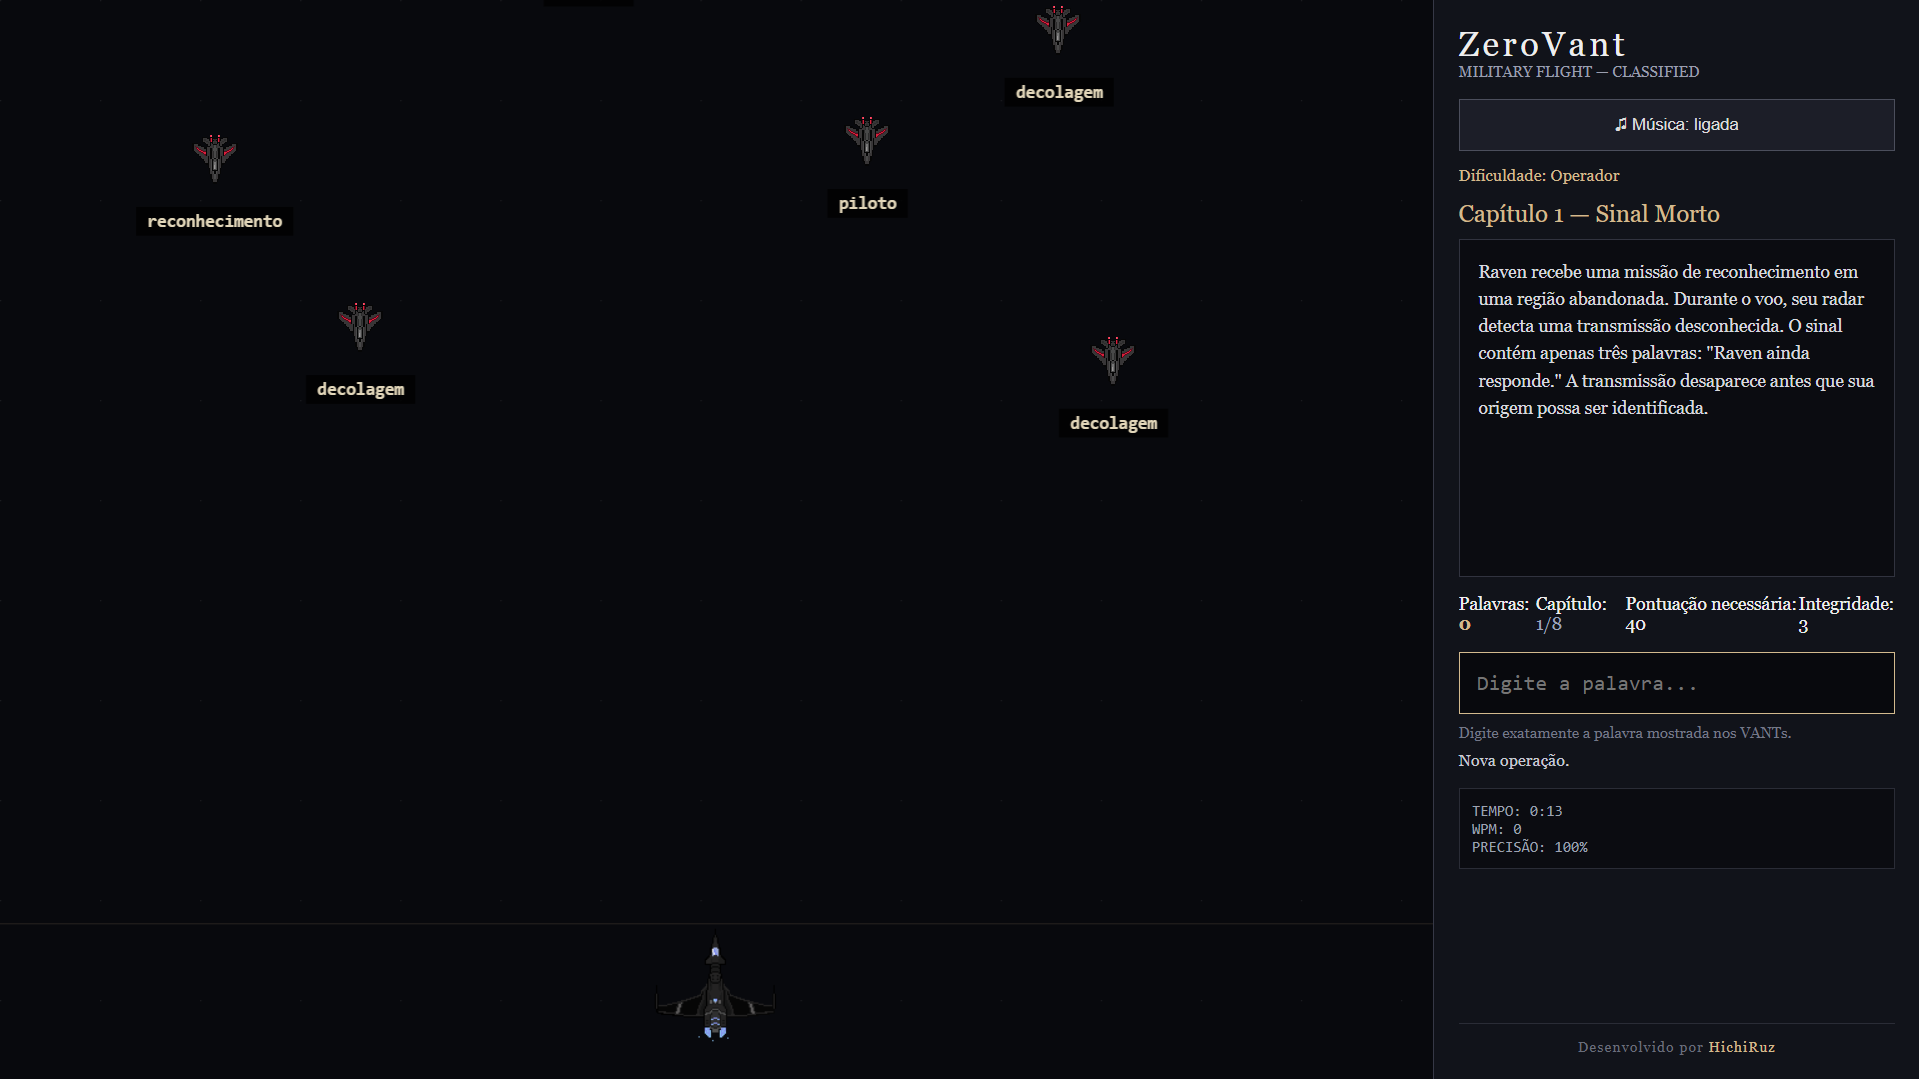 decolagem
piloto
reconhecimento
decolagem
decolagem
ZeroVant
MILITARY FLIGHT — CLASSIFIED
♫ Música: ligada
Dificuldade: Operador
Capítulo 1 — Sinal Morto
Raven recebe uma missão de reconhecimento em
uma região abandonada. Durante o voo, seu radar
detecta uma transmissão desconhecida. O sinal
contém apenas três palavras: "Raven ainda
responde." A transmissão desaparece antes que sua
origem possa ser identificada.
Palavras: 0
Capítulo: 1/8
Pontuação necessária: 40
Integridade: 3
Digite a palavra...
Digite exatamente a palavra mostrada nos VANTs.
Nova operação.
TEMPO: 0:13
WPM: 0
PRECISÃO: 100%
Desenvolvido por HichiRuz